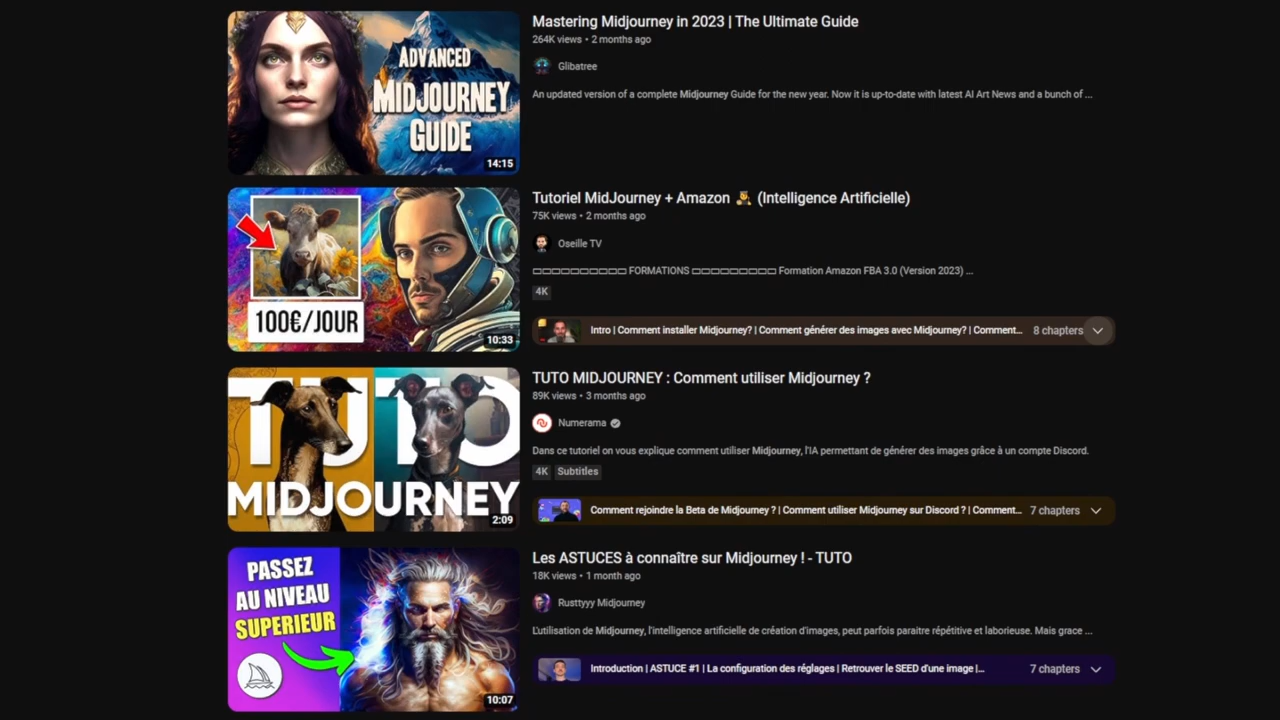 ADVANCED
MIDJOURNEY
GUIDE
14:15
Mastering Midjourney in 2023 | The Ultimate Guide
264K views • 2 months ago
Glibatree
An updated version of a complete Midjourney Guide for the new year. Now it is up-to-date with latest AI Art News and a bunch of ...
100€/JOUR
10:33
Tutoriel MidJourney + Amazon 👨‍🎓 (Intelligence Artificielle)
75K views • 2 months ago
Oseille TV
▭▭▭▭▭▭▭▭▭▭ FORMATIONS ▭▭▭▭▭▭▭▭▭ Formation Amazon FBA 3.0 (Version 2023) ...
4K
Intro | Comment installer Midjourney? | Comment générer des images avec Midjourney? | Comment... 8 chapters
TUTO
MIDJOURNEY
2:09
TUTO MIDJOURNEY : Comment utiliser Midjourney ?
89K views • 3 months ago
Numerama
Dans ce tutoriel on vous explique comment utiliser Midjourney, l'IA permettant de générer des images grâce à un compte Discord.
4K Subtitles
Comment rejoindre la Beta de Midjourney ? | Comment utiliser Midjourney sur Discord ? | Comment... 7 chapters
PASSEZ
AU NIVEAU
SUPERIEUR
10:07
Les ASTUCES à connaître sur Midjourney ! - TUTO
18K views • 1 month ago
Rusttyyy Midjourney
L'utilisation de Midjourney, l'intelligence artificielle de création d'images, peut parfois paraitre répétitive et laborieuse. Mais grace ...
Introduction | ASTUCE #1 | La configuration des réglages | Retrouver le SEED d'une image |... 7 chapters